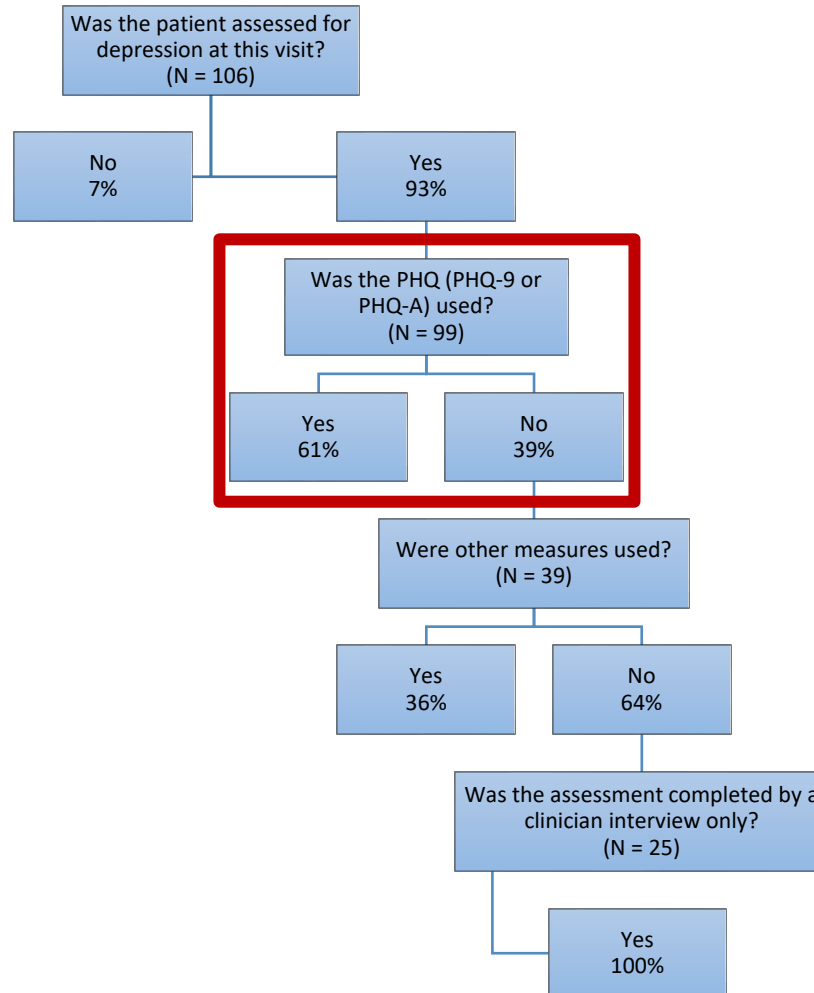 Was the patient assessed for
depression at this visit?
(N = 106)
No
7%
Yes
93%
Was the PHQ (PHQ-9 or
PHQ-A) used?
(N = 99)
Yes
61%
No
39%
Were other measures used?
(N = 39)
Yes
36%
No
64%
Was the assessment completed by a
clinician interview only?
(N = 25)
Yes
100%